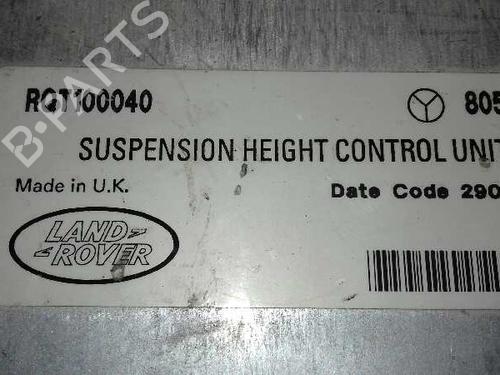 RQT100040 805
SUSPENSION HEIGHT CONTROL UNIT
Made in U.K. Date Code 290
LAND
ROVER
B-PARTS